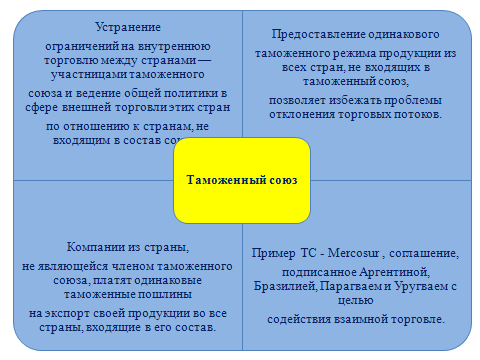 Устранение
ограничений на внутреннюю
торговлю между странами —
участницами таможенного
союза и ведение общей политики в
сфере внешней торговли этих стран
по отношению к странам, не
входящим в состав
Предоставление одинакового
таможенного режима продукции из
всех стран, не входящих в
таможенный союз,
позволяет избежать проблемы
отклонения торговых потоков.
Таможенный союз
Компании из страны,
не являющейся членом таможенного
союза, платят одинаковые
таможенные пошлины
на экспорт своей продукции во все
страны, входящие в его состав.
Пример ТС - Mercosur , соглашение,
подписанное Аргентиной,
Бразилией, Парагваем и Уругваем с
целью
содействия взаимной торговле.